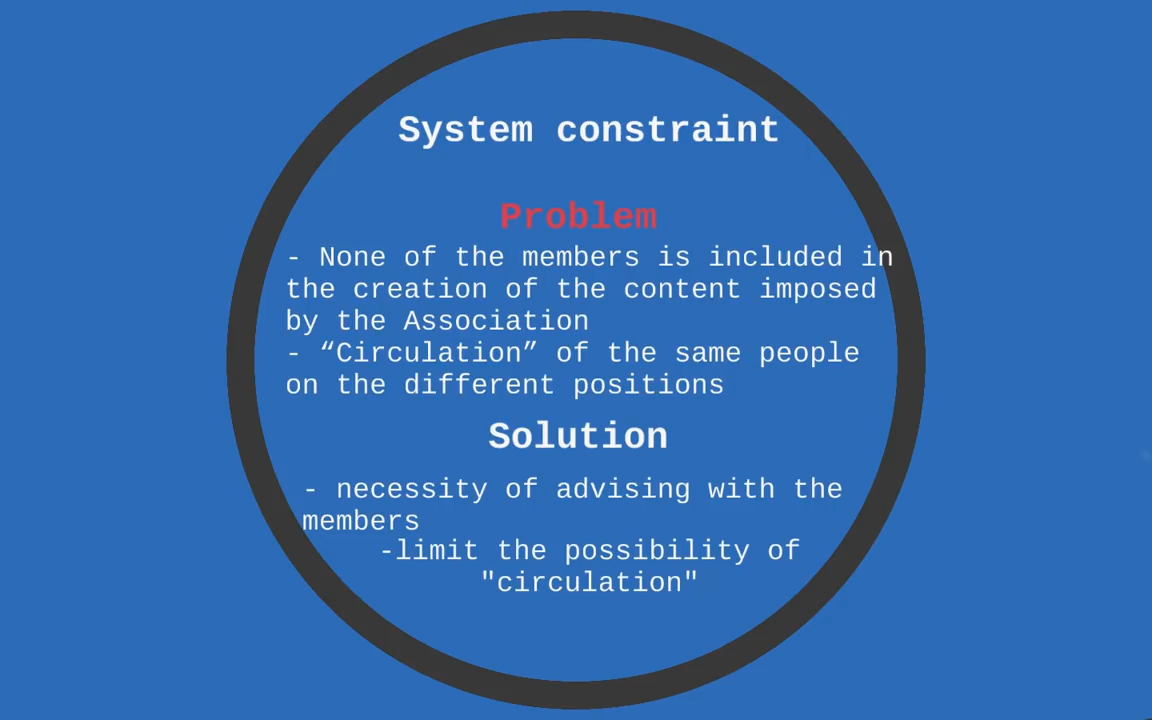 System constraint
Problem
- None of the members is included in
the creation of the content imposed
by the Association
- “Circulation” of the same people
on the different positions
Solution
- necessity of advising with the
members
-limit the possibility of
"circulation"